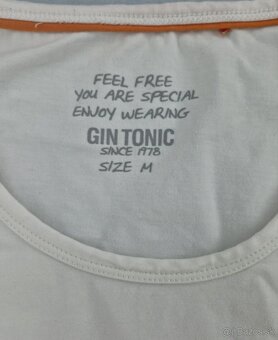 FEEL FREE
YOU ARE SPECIAL
ENJOY WEARING
GIN TONIC
SINCE 1978
SIZE M